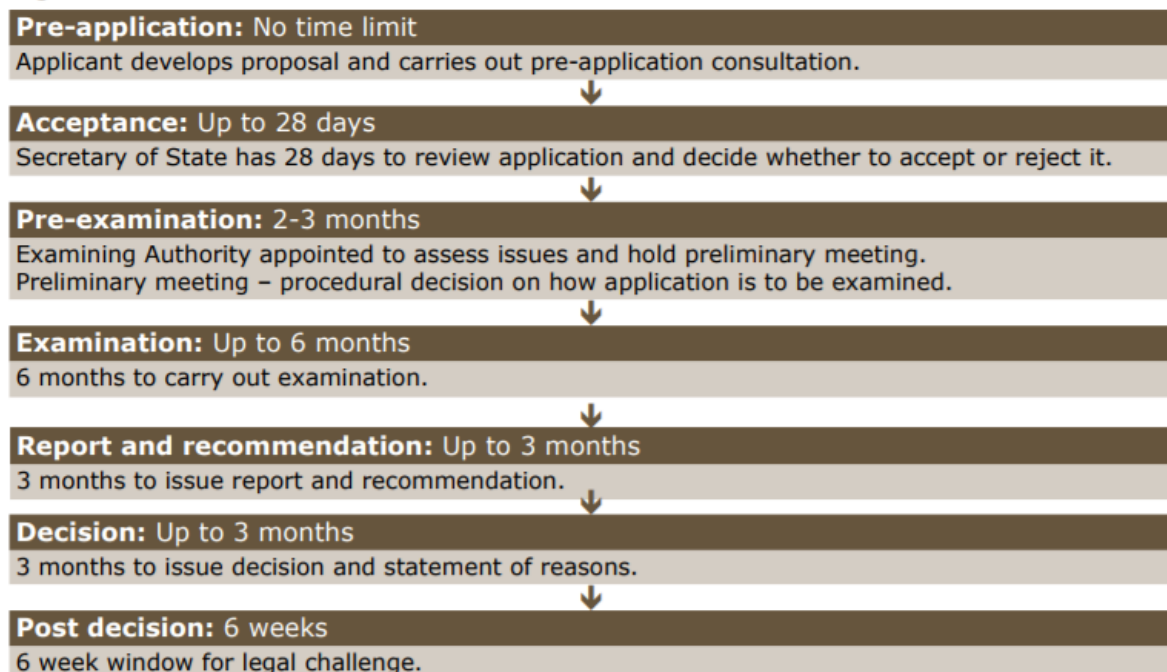 Pre-application: No time limit
Applicant develops proposal and carries out pre-application consultation.
Acceptance: Up to 28 days
Secretary of State has 28 days to review application and decide whether to accept or reject it.
Pre-examination: 2-3 months
Examining Authority appointed to assess issues and hold preliminary meeting.
Preliminary meeting – procedural decision on how application is to be examined.
Examination: Up to 6 months
6 months to carry out examination.
Report and recommendation: Up to 3 months
3 months to issue report and recommendation.
Decision: Up to 3 months
3 months to issue decision and statement of reasons.
Post decision: 6 weeks
6 week window for legal challenge.